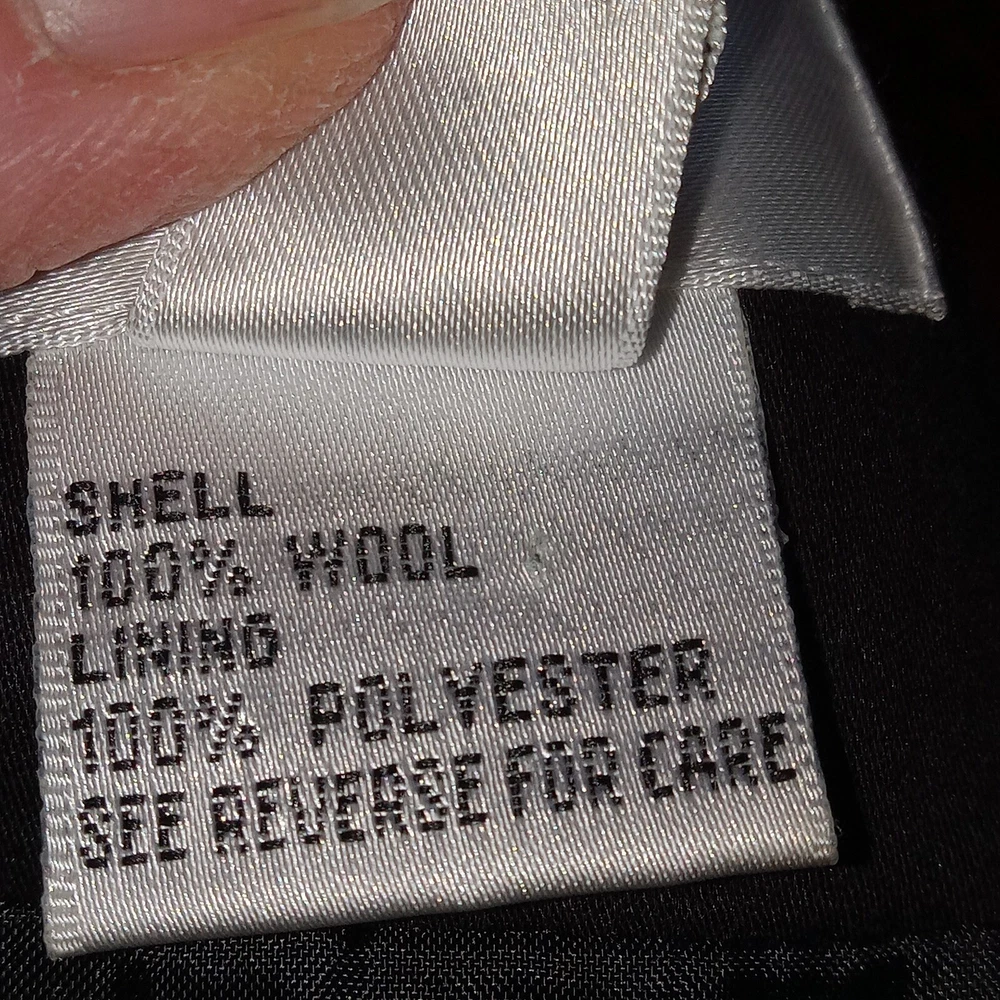 SHELL
100% WOOL
LINING
100% POLYESTER
SEE REVERSE FOR CARE